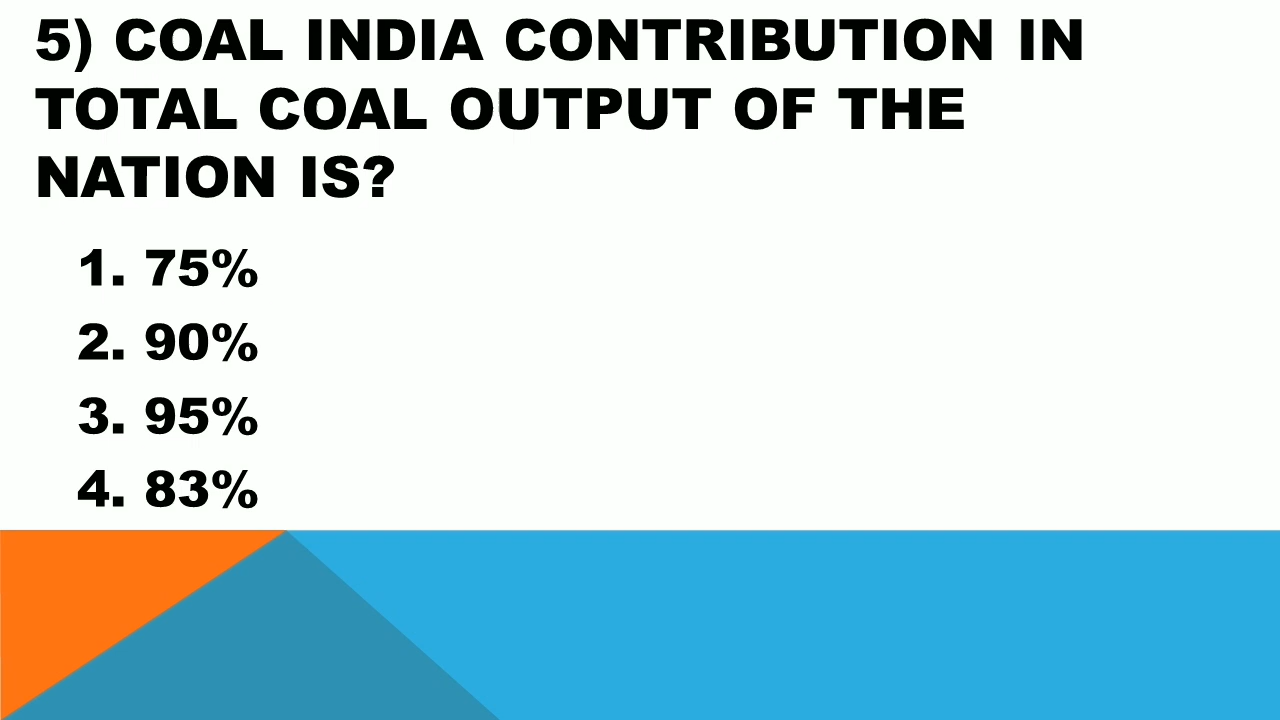 5) COAL INDIA CONTRIBUTION IN
TOTAL COAL OUTPUT OF THE
NATION IS?
1. 75%
2. 90%
3. 95%
4. 83%